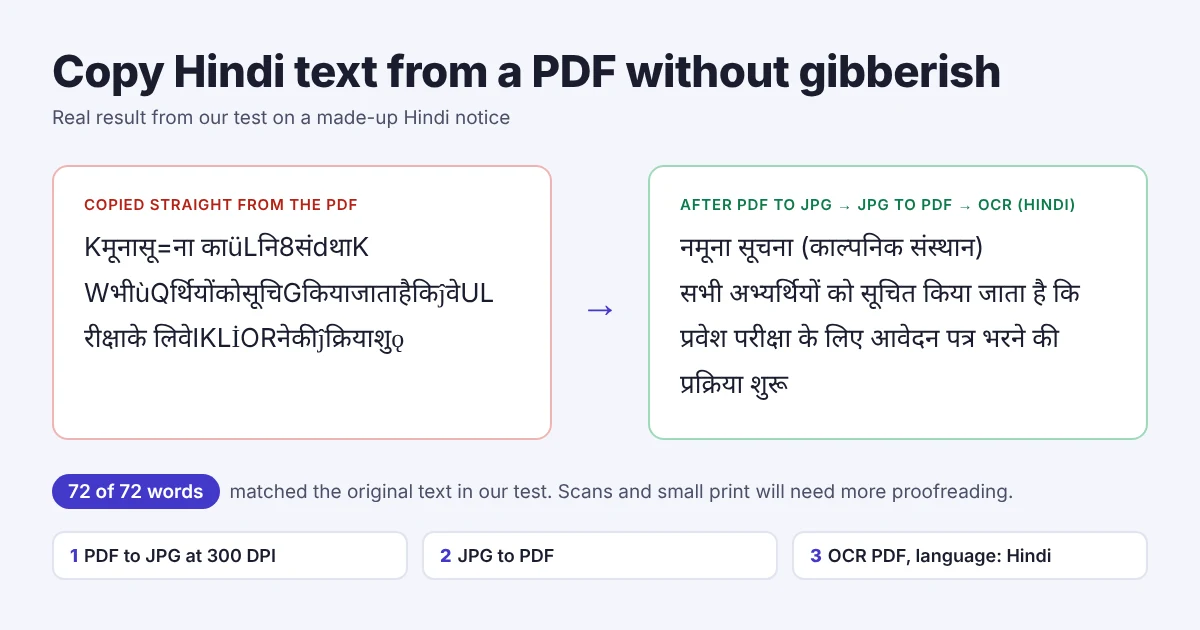 Copy Hindi text from a PDF without gibberish
Real result from our test on a made-up Hindi notice
COPIED STRAIGHT FROM THE PDF
Kमूनासू=ना काüLनि8संdथाK
WभीùQर्थियोंकोसूचिGकियाजाताहैकिĵवेUL
रीक्षाके लिवेIKLİORनेकीĵक्रियाशुǫ
→
AFTER PDF TO JPG → JPG TO PDF → OCR (HINDI)
नमूना सूचना (काल्पनिक संस्थान)
सभी अभ्यर्थियों को सूचित किया जाता है कि
प्रवेश परीक्षा के लिए आवेदन पत्र भरने की
प्रक्रिया शुरू
72 of 72 words matched the original text in our test. Scans and small print will need more proofreading.
1 PDF to JPG at 300 DPI
2 JPG to PDF
3 OCR PDF, language: Hindi